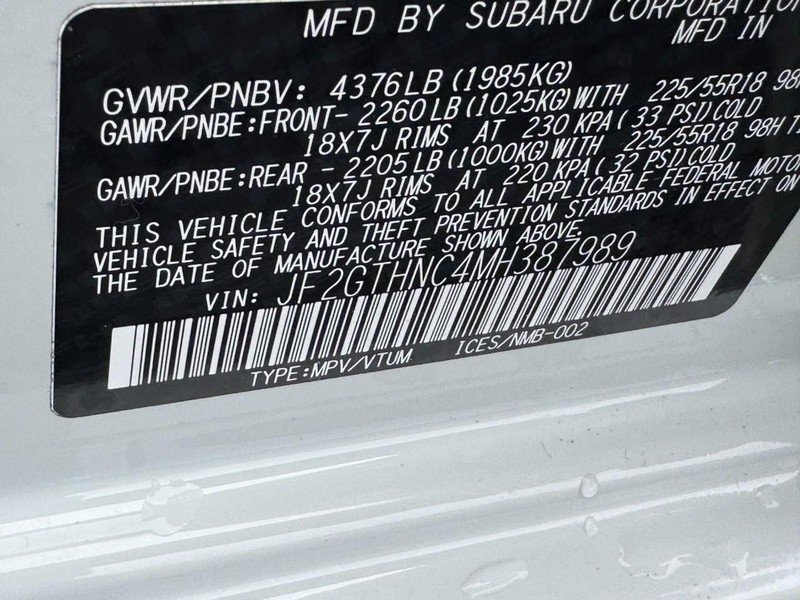 MFD BY SUBARU CORPORATION
MFD IN
GVWR/PNBV: 4376LB(1985KG)
GAWR/PNBE:FRONT- 2260LB(1025KG)WITH 225/55R18 98H
18X7J RIMS AT 230 KPA( 33 PSI)COLD
GAWR/PNBE:REAR - 2205LB(1000KG)WITH 225/55R18 98H
18X7J RIMS AT 220 KPA( 32 PSI)COLD
THIS VEHICLE CONFORMS TO ALL APPLICABLE FEDERAL MOTOR
VEHICLE SAFETY AND THEFT PREVENTION STANDARDS IN EFFECT ON
THE DATE OF MANUFACTURE SHOWN ABOVE.
VIN: JF2GTHNC4MH387989
TYPE:MPV/VTUM ICES/NMB-002